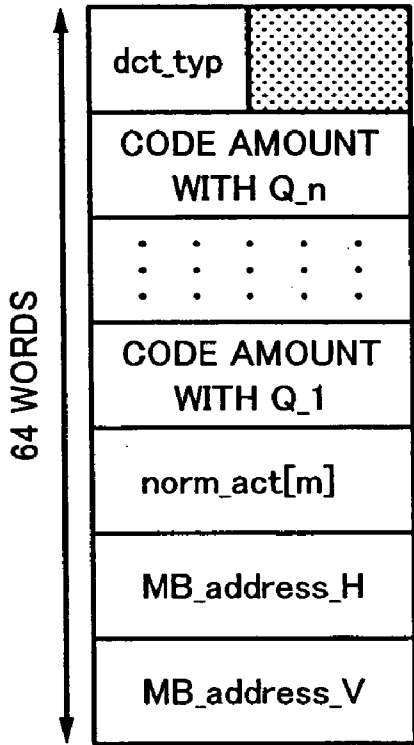 dct_typ
CODE AMOUNT
WITH Q_n
CODE AMOUNT
WITH Q_1
norm_act[m]
MB_address_H
MB_address_V
64 WORDS